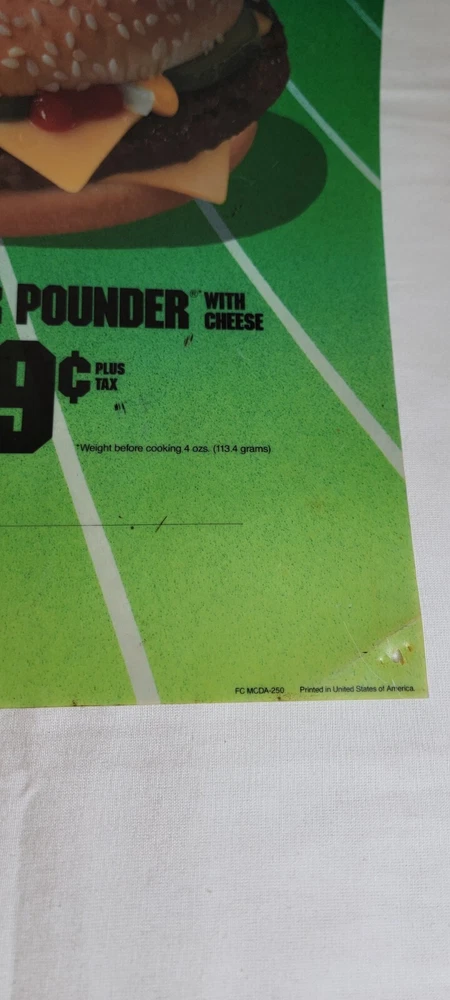 POUNDER® WITH
CHEESE
9¢ PLUS
TAX
*Weight before cooking 4 ozs. (113.4 grams)
FC MCDA-250 Printed in United States of America.